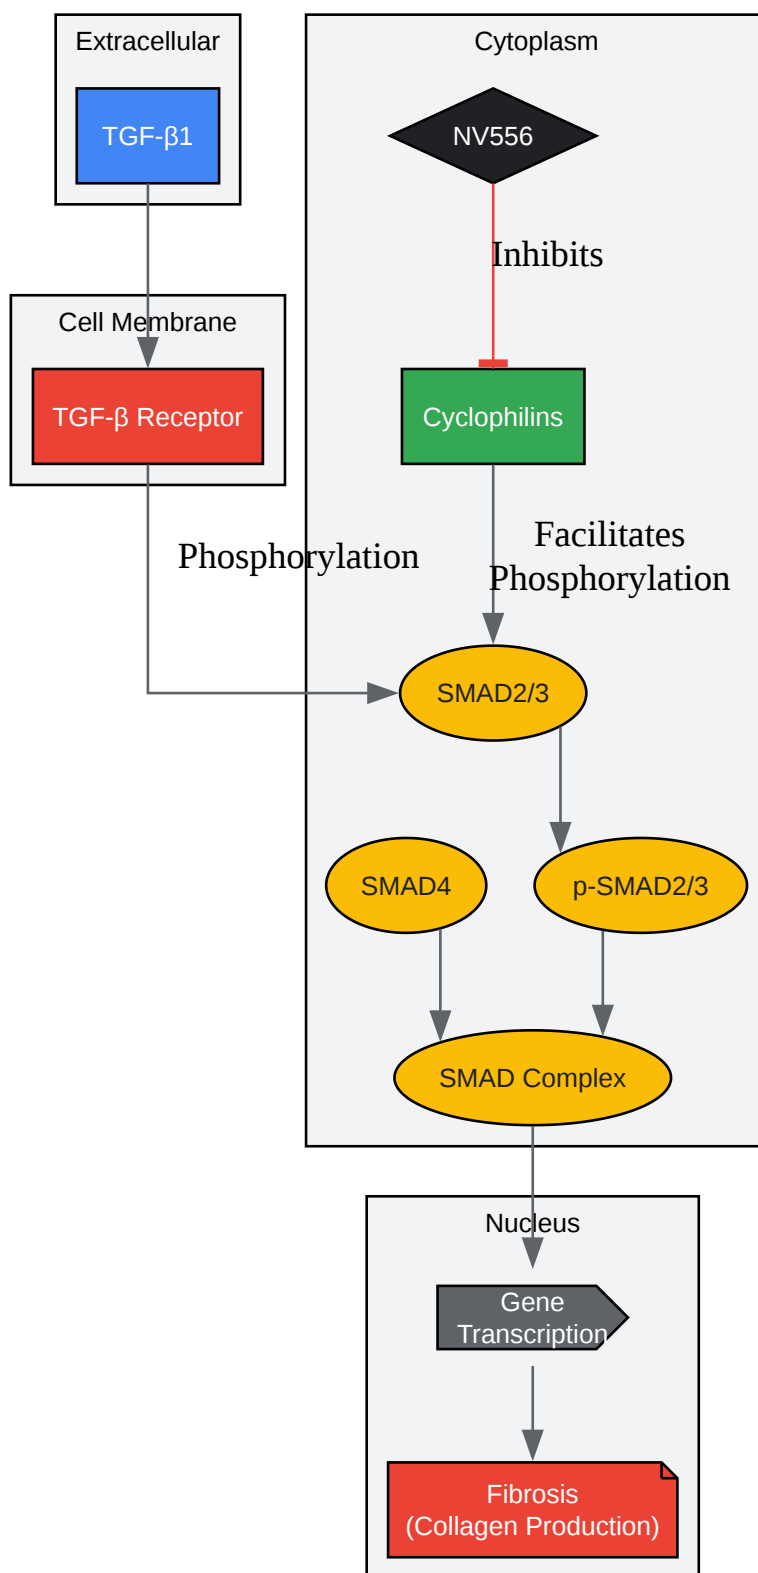 Extracellular
Cytoplasm
TGF-β1
NV556
Inhibits
Cell Membrane
TGF-β Receptor
Cyclophilins
Phosphorylation
Facilitates
Phosphorylation
SMAD2/3
SMAD4
p-SMAD2/3
SMAD Complex
Nucleus
Gene
Transcription
Fibrosis
(Collagen Production)